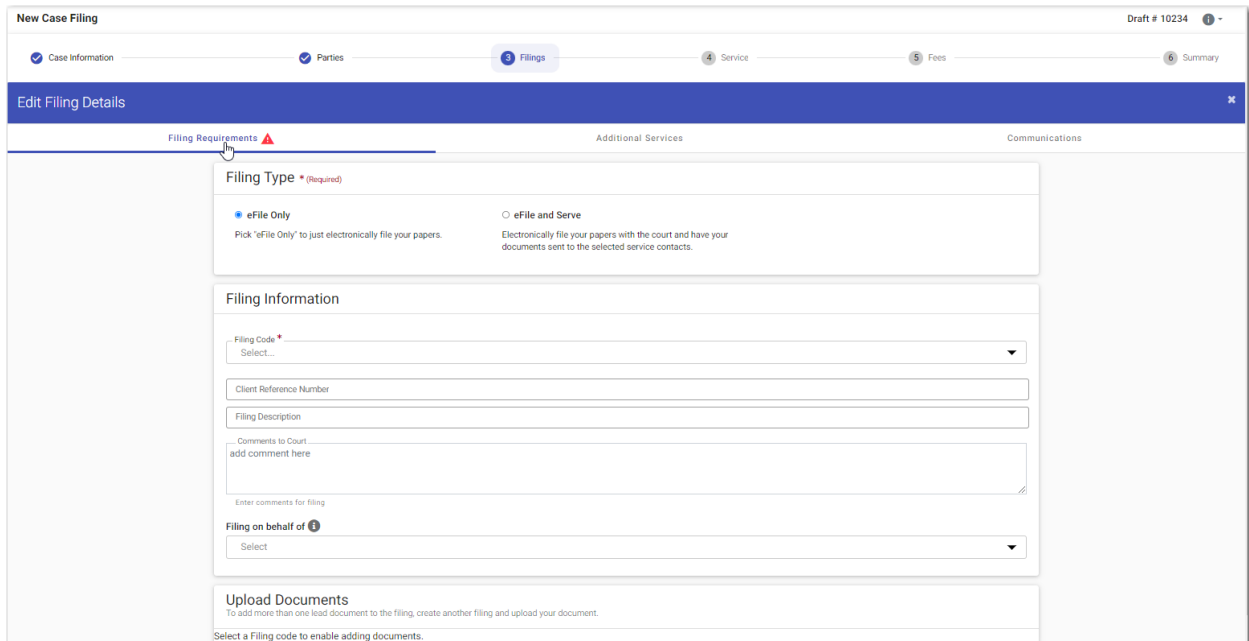 New Case Filing
Draft # 10234
Case Information
Parties
3 Filings
4 Service
5 Fees
6 Summary
Edit Filing Details
Filing Requirements
Additional Services
Communications
Filing Type * (Required)
eFile Only
Pick "eFile Only" to just electronically file your papers.
eFile and Serve
Electronically file your papers with the court and have your
documents sent to the selected service contacts.
Filing Information
Filing Code *
Select...
Client Reference Number
Filing Description
Comments to Court
add comment here
Enter comments for filing
Filing on behalf of
Select
Upload Documents
To add more than one lead document to the filing, create another filing and upload your document.
Select a Filing code to enable adding documents.